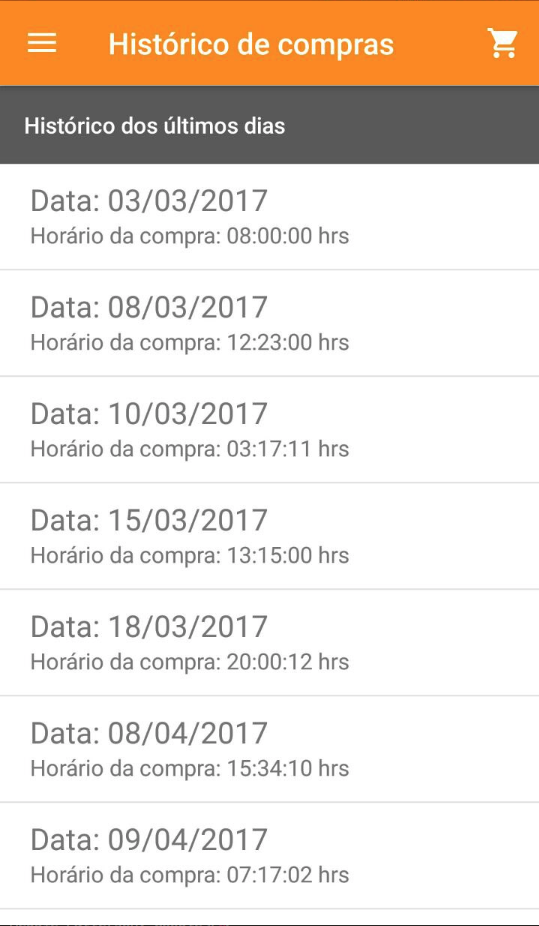 Histórico de compras
Histórico dos últimos dias
Data: 03/03/2017
Horário da compra: 08:00:00 hrs
Data: 08/03/2017
Horário da compra: 12:23:00 hrs
Data: 10/03/2017
Horário da compra: 03:17:11 hrs
Data: 15/03/2017
Horário da compra: 13:15:00 hrs
Data: 18/03/2017
Horário da compra: 20:00:12 hrs
Data: 08/04/2017
Horário da compra: 15:34:10 hrs
Data: 09/04/2017
Horário da compra: 07:17:02 hrs